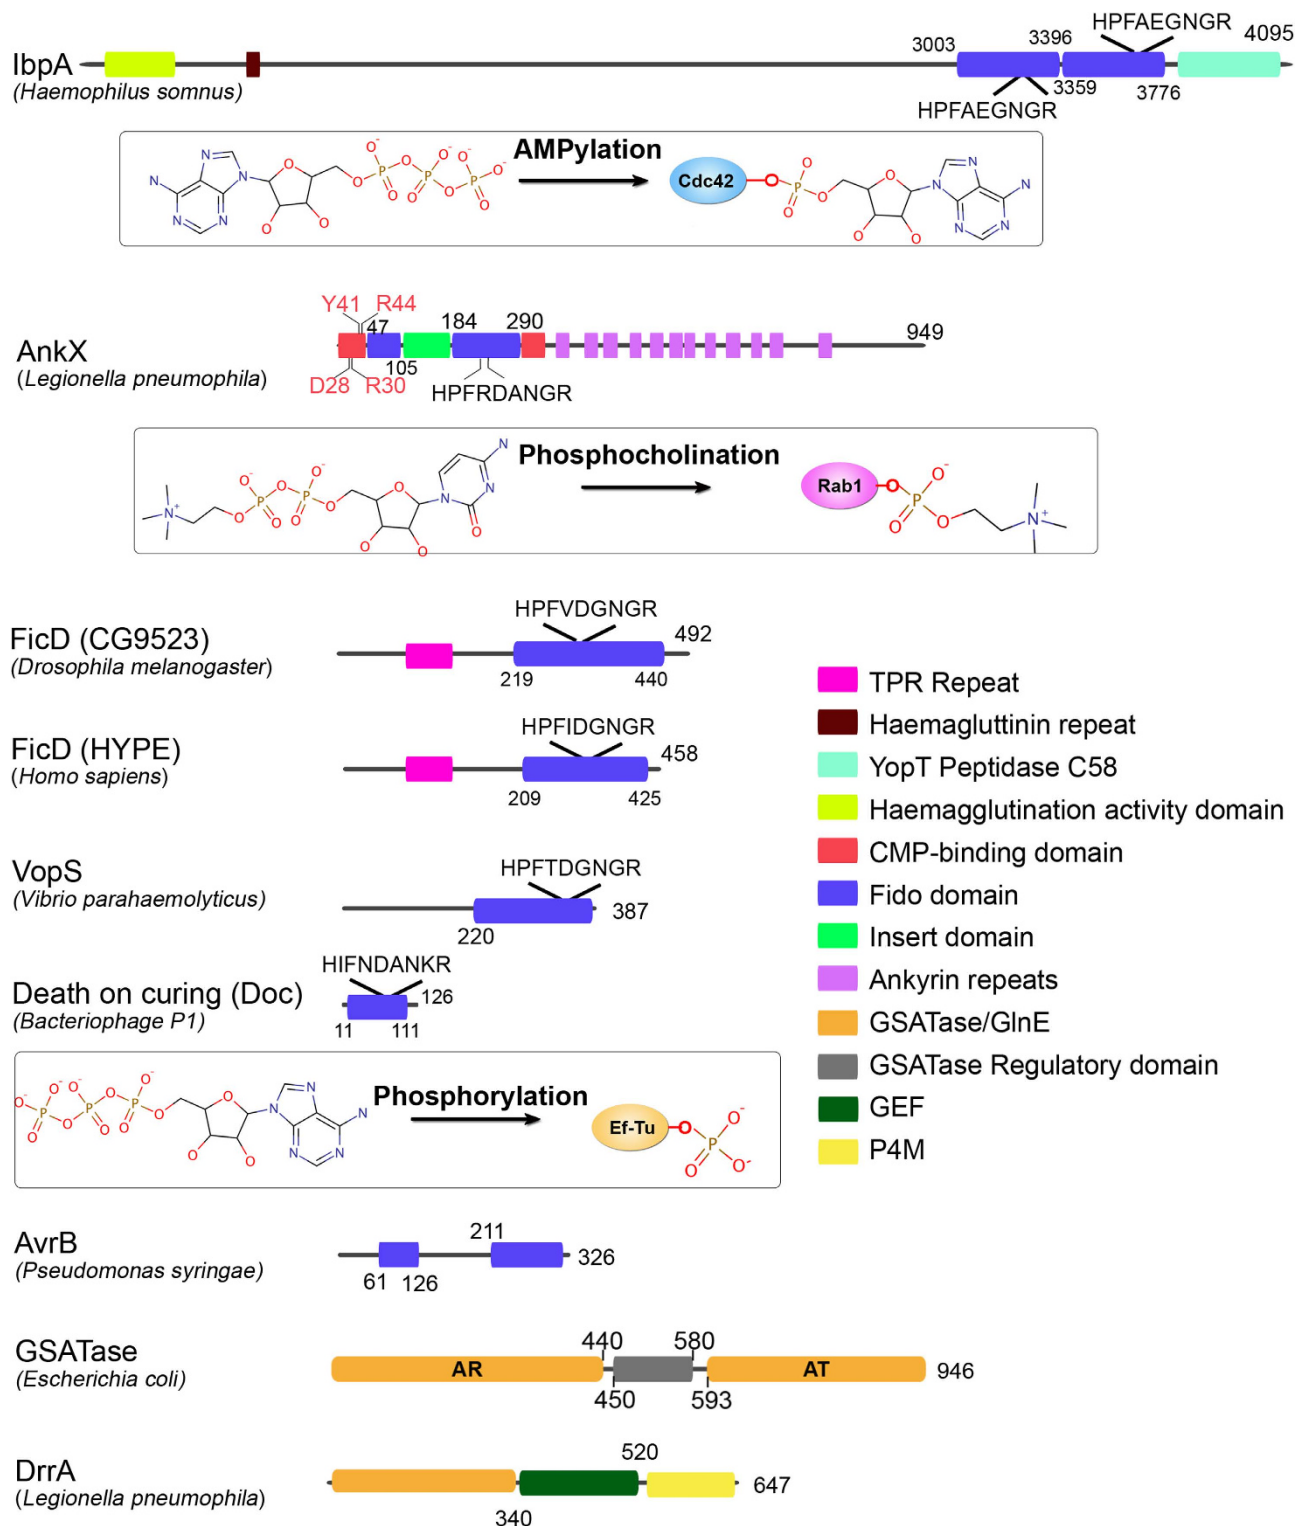 IbpA
(Haemophilus somnus)
3003
3396
HPFAEGNGR
4095
3359
3776
HPFAEGNGR
AMPylation
Cdc42
AnkX
(Legionella pneumophila)
Y41
R44
47
184
290
949
105
D28
R30
HPFRDANGR
Phosphocholination
Rab1
FicD (CG9523)
(Drosophila melanogaster)
HPFVDGNGR
492
219
440
FicD (HYPE)
(Homo sapiens)
HPFIDGNGR
458
209
425
VopS
(Vibrio parahaemolyticus)
HPFTDGNGR
387
220
Death on curing (Doc)
(Bacteriophage P1)
HIFNDANKR
126
11
111
Phosphorylation
Ef-Tu
AvrB
(Pseudomonas syringae)
211
326
61
126
GSATase
(Escherichia coli)
440
580
AR
AT
946
450
593
DrrA
(Legionella pneumophila)
520
647
340
TPR Repeat
Haemagluttinin repeat
YopT Peptidase C58
Haemagglutination activity domain
CMP-binding domain
Fido domain
Insert domain
Ankyrin repeats
GSATase/GlnE
GSATase Regulatory domain
GEF
P4M